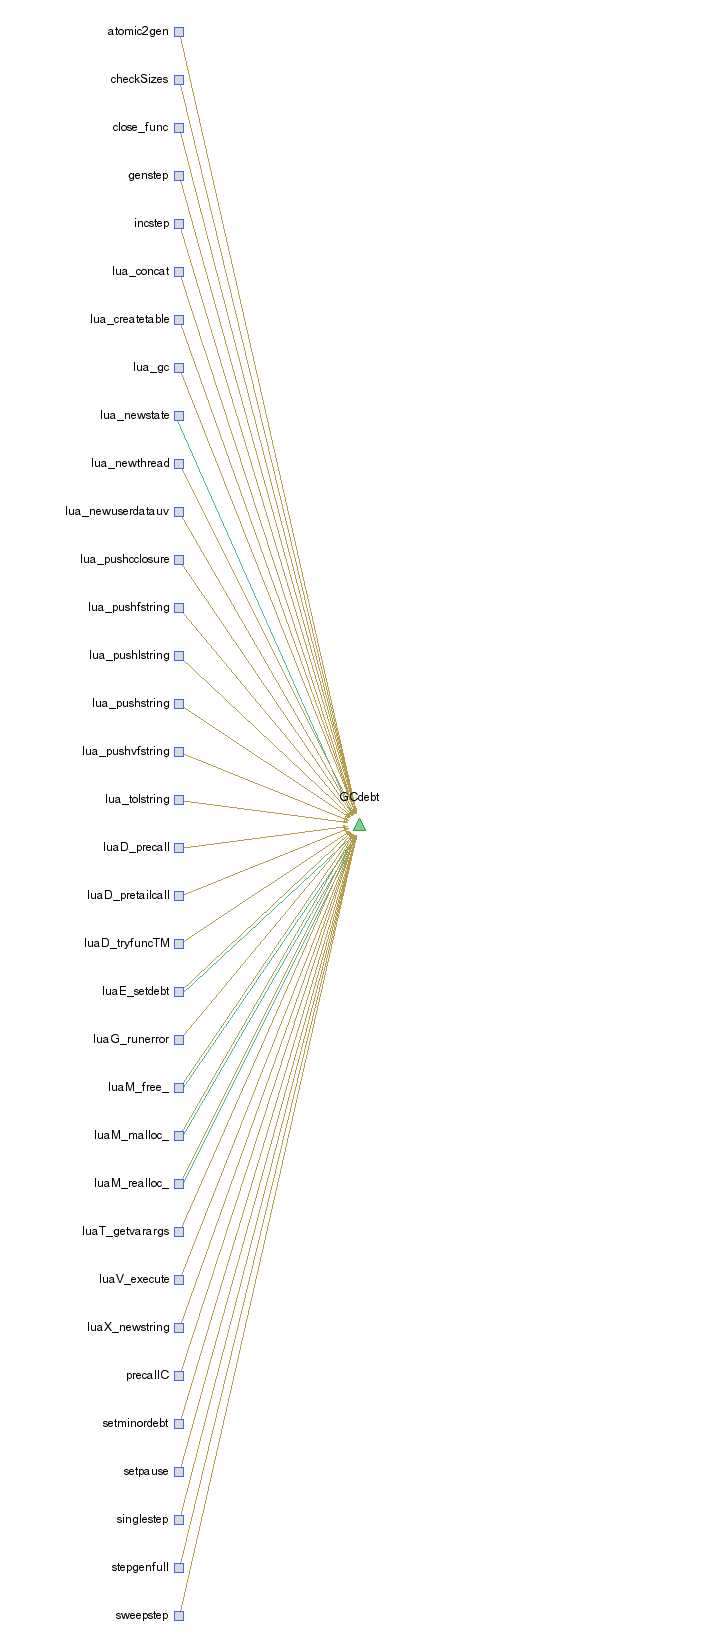 atomic2gen
checkSizes
close_func
genstep
incstep
lua_concat
lua_createtable
lua_gc
lua_newstate
lua_newthread
lua_newuserdatauv
lua_pushcclosure
lua_pushfstring
lua_pushlstring
lua_pushstring
lua_pushvfstring
GCdebt
lua_tolstring
luaD_precall
luaD_pretailcall
luaD_tryfuncTM
luaE_setdebt
luaG_runerror
luaM_free_
luaM_malloc_
luaM_realloc_
luaT_getvarargs
luaV_execute
luaX_newstring
precallC
setminordebt
setpause
singlestep
stepgenfull
sweepstep